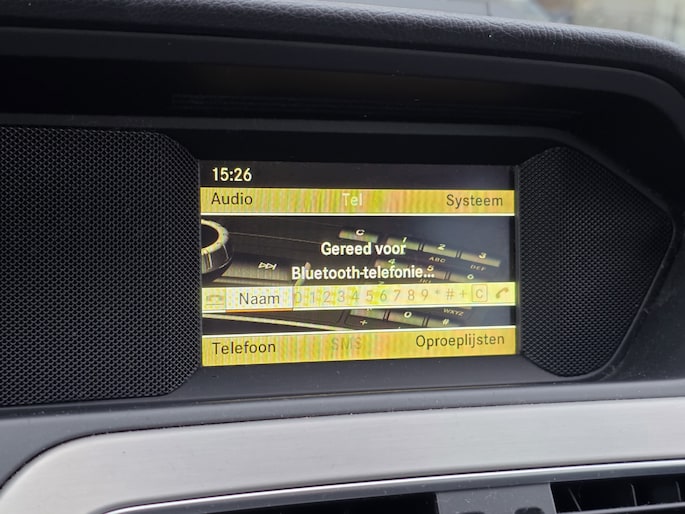 15:26
Audio Tel Systeem
Gereed voor
Bluetooth-telefonie...
Naam 0 1 2 3 4 5 6 7 8 9 * # + C
Telefoon SMS Oproeplijsten